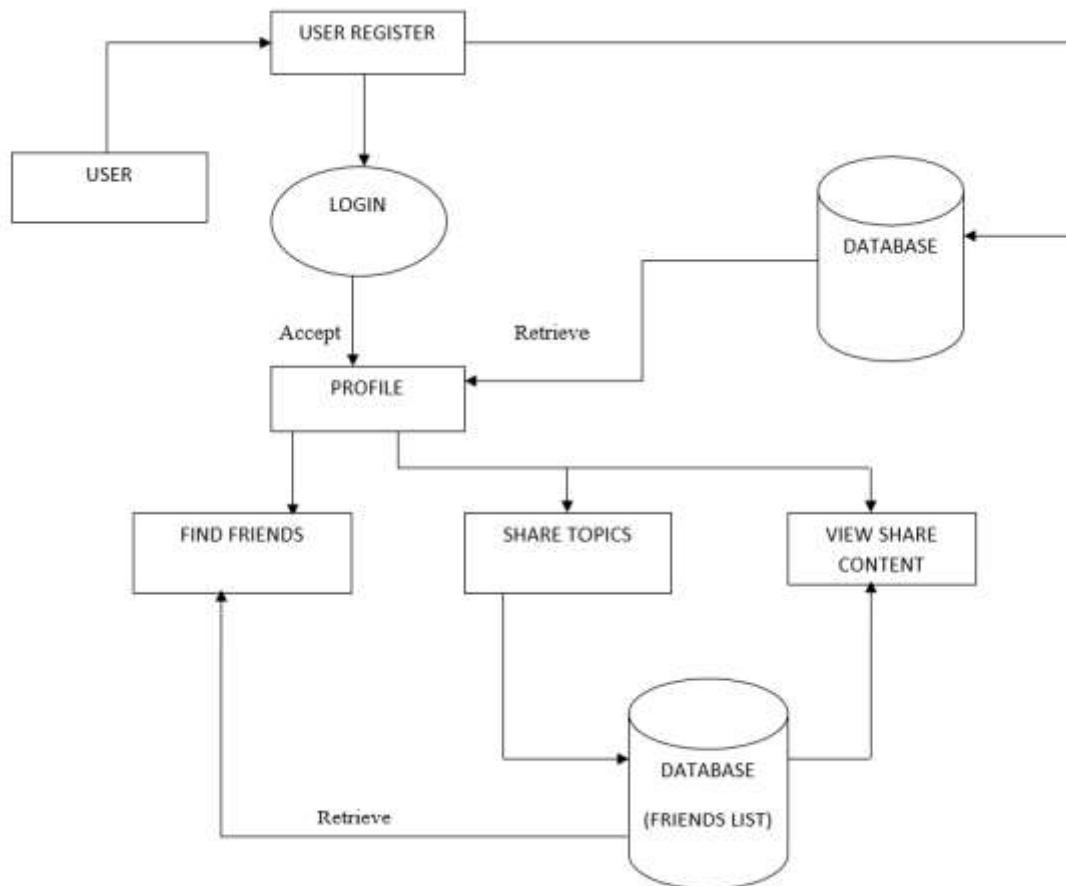 USER REGISTER
USER
LOGIN
DATABASE
Accept
Retrieve
PROFILE
FIND FRIENDS
SHARE TOPICS
VIEW SHARE
CONTENT
DATABASE
(FRIENDS LIST)
Retrieve